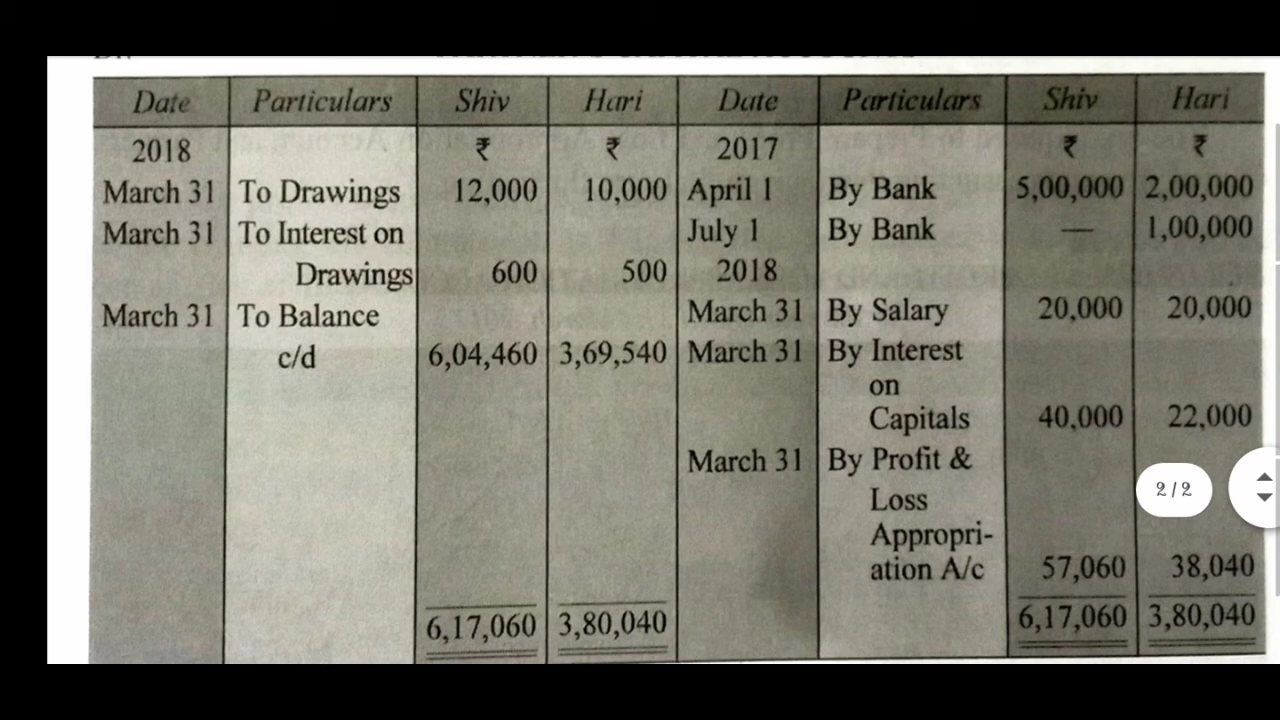 Date Particulars Shiv Hari Date Particulars Shiv Hari
2018 ₹ ₹ 2017 ₹ ₹
March 31 To Drawings 12,000 10,000 April 1 By Bank 5,00,000 2,00,000
March 31 To Interest on July 1 By Bank — 1,00,000
Drawings 600 500 2018
March 31 To Balance March 31 By Salary 20,000 20,000
c/d 6,04,460 3,69,540 March 31 By Interest
on
Capitals 40,000 22,000
March 31 By Profit &
2/2
Loss
Appropri-
ation A/c 57,060 38,040
6,17,060 3,80,040 6,17,060 3,80,040